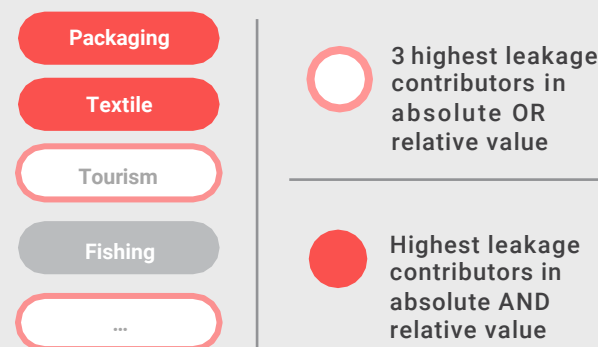 Packaging
Textile
Tourism
Fishing
...
3 highest leakage
contributors in
absolute OR
relative value
Highest leakage
contributors in
absolute AND
relative value